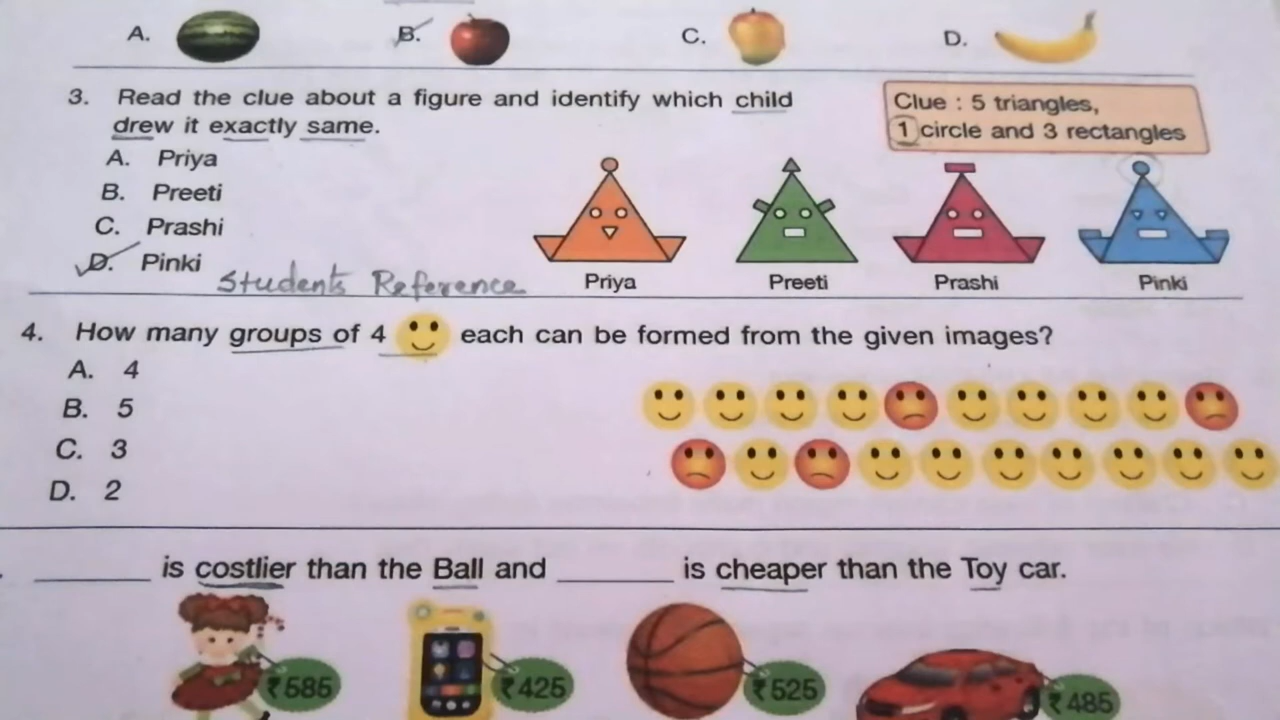 A. B. C. D.
3. Read the clue about a figure and identify which child
drew it exactly same.
Clue : 5 triangles,
1 circle and 3 rectangles
A. Priya
B. Preeti
C. Prashi
D. Pinki
Students Reference
Priya Preeti Prashi Pinki
4. How many groups of 4 each can be formed from the given images?
A. 4
B. 5
C. 3
D. 2
is costlier than the Ball and is cheaper than the Toy car.
₹585 ₹425 ₹525 ₹485